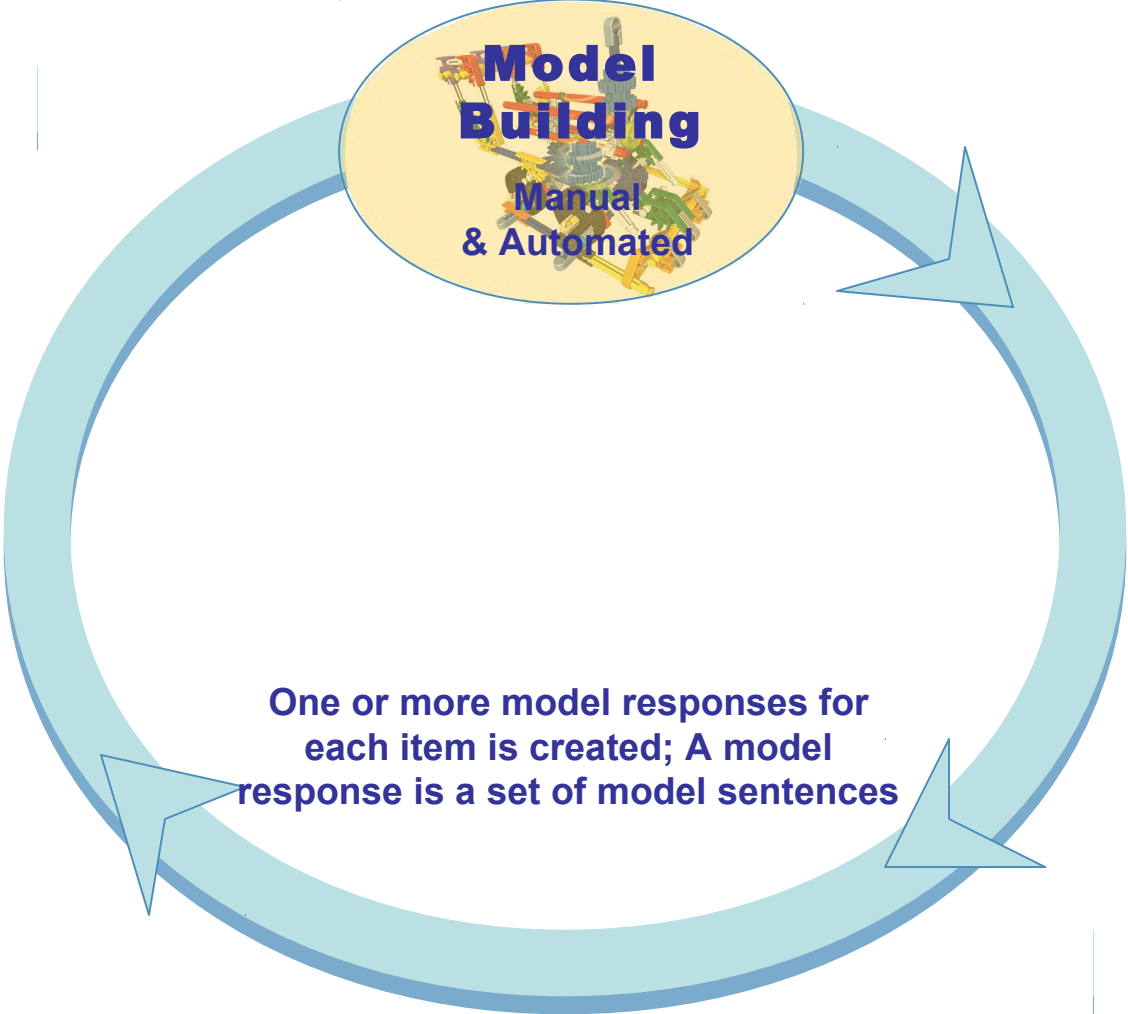 Model
Building
Manual
& Automated
One or more model responses for
each item is created; A model
response is a set of model sentences